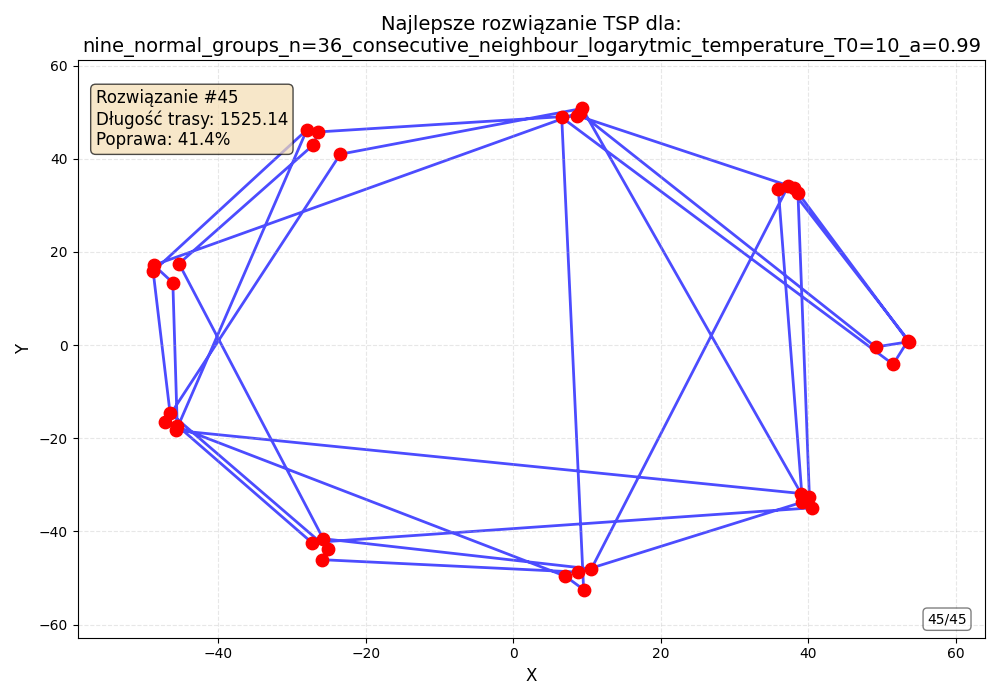 Najlepsze rozwiązanie TSP dla:
nine_normal_groups_n=36_consecutive_neighbour_logarytmic_temperature_T0=10_a=0.99
Rozwiązanie #45
Długość trasy: 1525.14
Poprawa: 41.4%
60
40
20
0
−20
−40
−60
Y
45/45
−40
−20
0
20
40
60
X